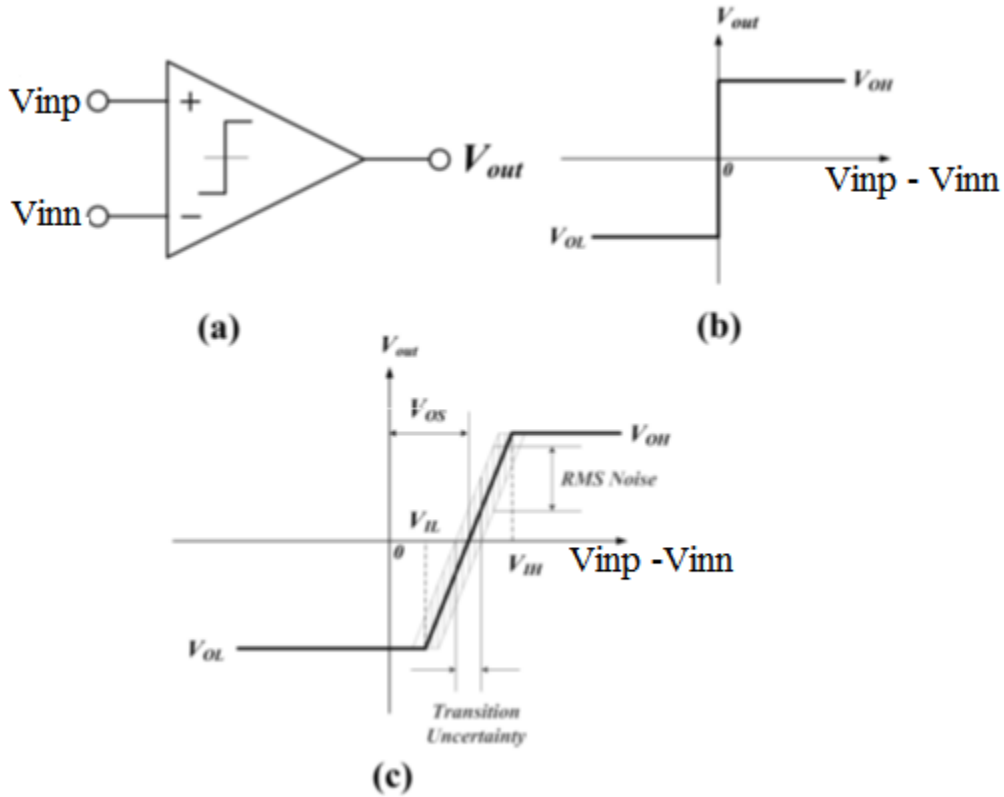 Vinp
+
Vout
Vinn
−
(a)
Vout
VOH
0
Vinp - Vinn
VOL
(b)
Vout
VOS
VOH
RMS Noise
VIL
0
VIH
Vinp -Vinn
VOL
Transition
Uncertainty
(c)